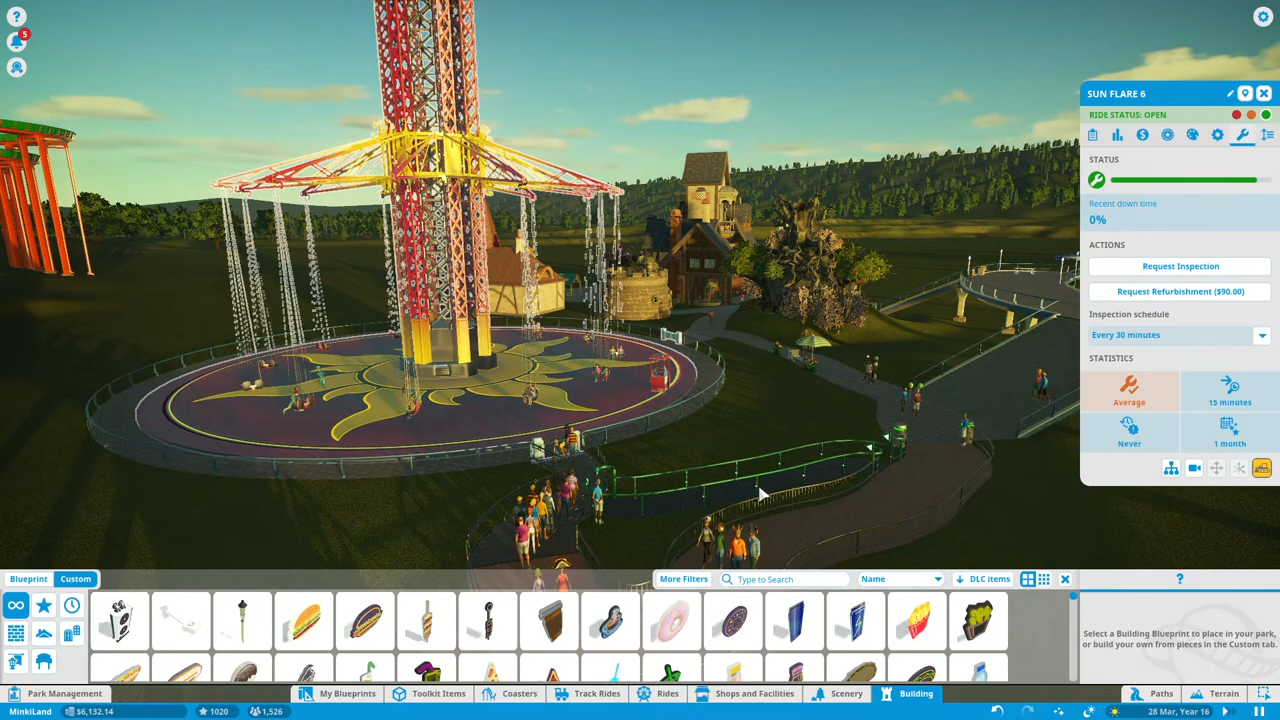 ?
5
SUN FLARE 6
RIDE STATUS: OPEN
STATUS
Recent down time
0%
ACTIONS
Request Inspection
Request Refurbishment ($90.00)
Inspection schedule
Every 30 minutes
STATISTICS
Average
15 minutes
Never
1 month
Blueprint
Custom
More Filters
Type to Search
Name
DLC items
?
Select a Building Blueprint to place in your park,
or build your own from pieces in the Custom tab.
Park Management
My Blueprints
Toolkit Items
Coasters
Track Rides
Rides
Shops and Facilities
Scenery
Building
Paths
Terrain
MinkiLand
$6,132.14
1020
1,526
28 Mar, Year 16